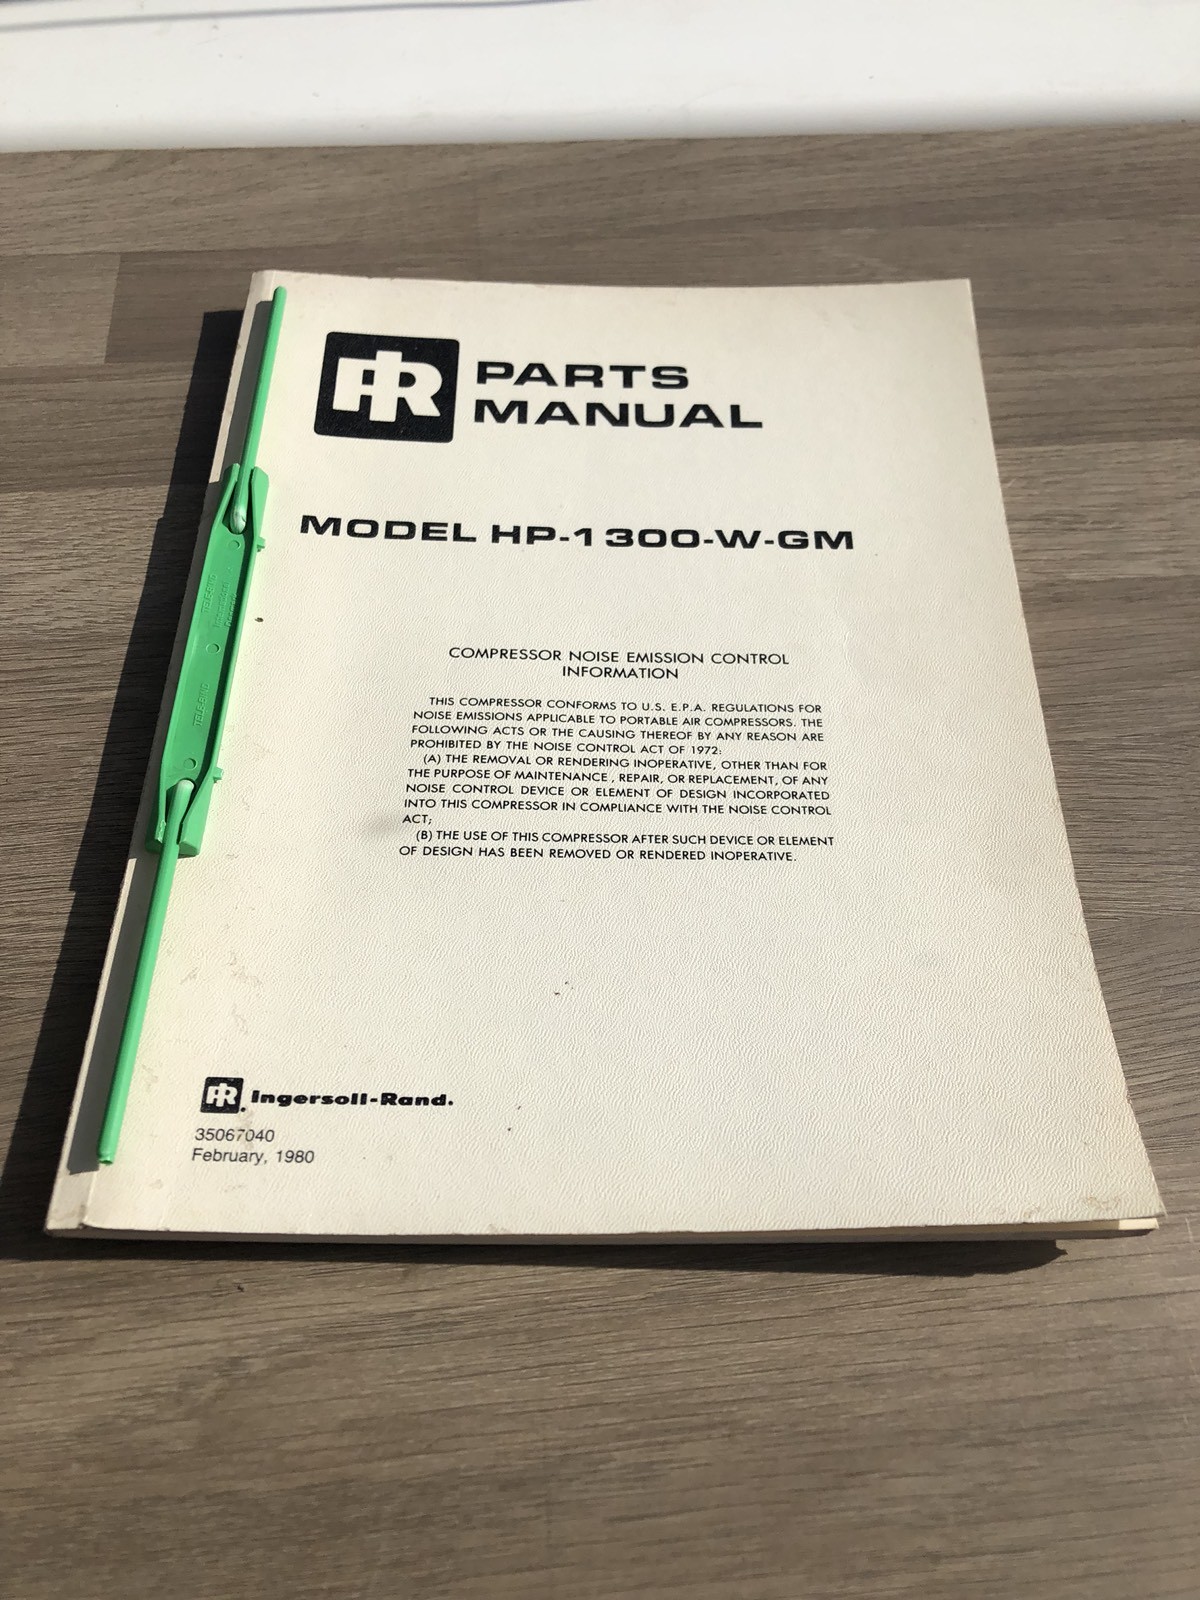 IR PARTS
MANUAL
MODEL HP-1300-W-GM
COMPRESSOR NOISE EMISSION CONTROL
INFORMATION
THIS COMPRESSOR CONFORMS TO U.S. E.P.A. REGULATIONS FOR
NOISE EMISSIONS APPLICABLE TO PORTABLE AIR COMPRESSORS. THE
FOLLOWING ACTS OR THE CAUSING THEREOF BY ANY REASON ARE
PROHIBITED BY THE NOISE CONTROL ACT OF 1972:
(A) THE REMOVAL OR RENDERING INOPERATIVE, OTHER THAN FOR
THE PURPOSE OF MAINTENANCE, REPAIR, OR REPLACEMENT, OF ANY
NOISE CONTROL DEVICE OR ELEMENT OF DESIGN INCORPORATED
INTO THIS COMPRESSOR IN COMPLIANCE WITH THE NOISE CONTROL
ACT;
(B) THE USE OF THIS COMPRESSOR AFTER SUCH DEVICE OR ELEMENT
OF DESIGN HAS BEEN REMOVED OR RENDERED INOPERATIVE.
IR. Ingersoll-Rand.
35067040
February, 1980
TELE-BIND
TELE-BIND